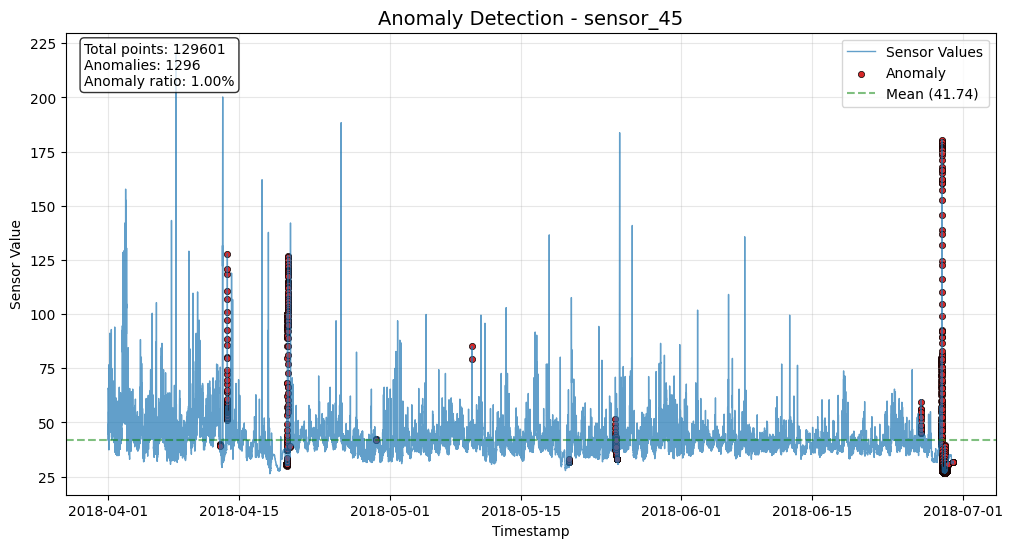 Anomaly Detection - sensor_45
Total points: 129601
Anomalies: 1296
Anomaly ratio: 1.00%
Sensor Values
Anomaly
Mean (41.74)
Sensor Value
225
200
175
150
125
100
75
50
25
2018-04-01
2018-04-15
2018-05-01
2018-05-15
2018-06-01
2018-06-15
2018-07-01
Timestamp